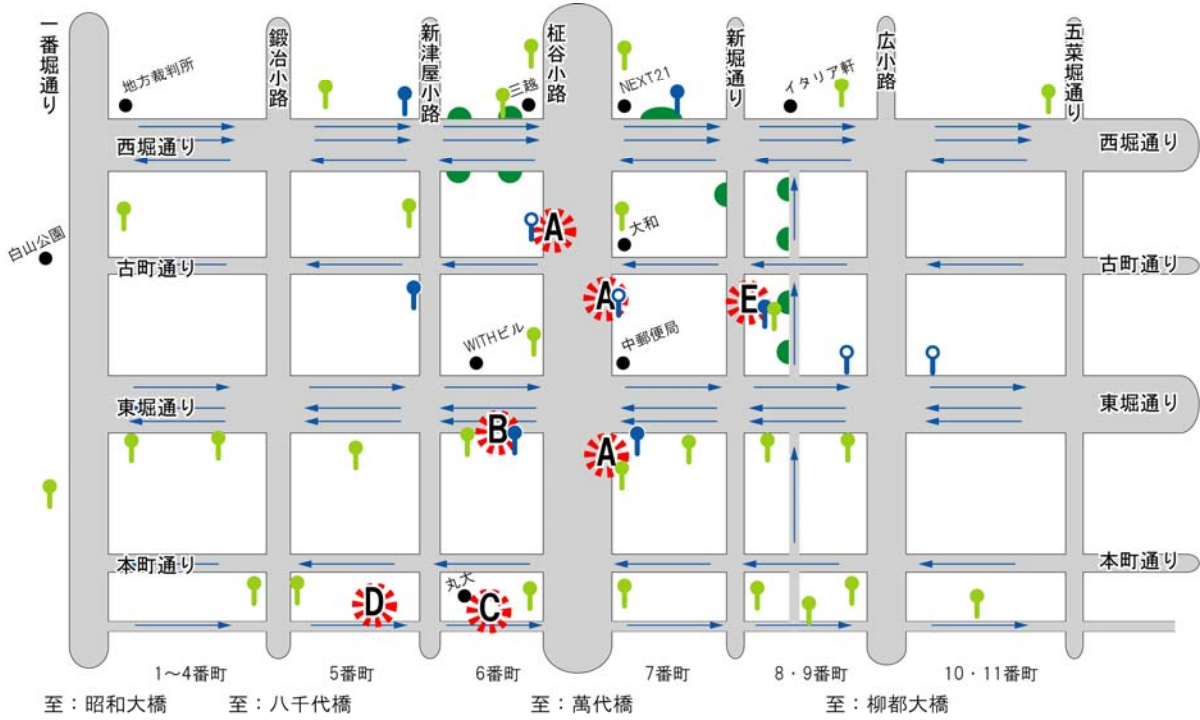 一番堀通り
鍛冶小路
新津屋小路
柾谷小路
新堀通り
広小路
五菜堀通り
地方裁判所
三越
NEXT21
イタリア軒
西堀通り
西堀通り
A
大和
白山公園
古町通り
古町通り
A
E
WITHビル
中郵便局
東堀通り
東堀通り
B
A
本町通り
本町通り
丸大
D
C
1〜4番町
5番町
6番町
7番町
8・9番町
10・11番町
至：昭和大橋
至：八千代橋
至：萬代橋
至：柳都大橋